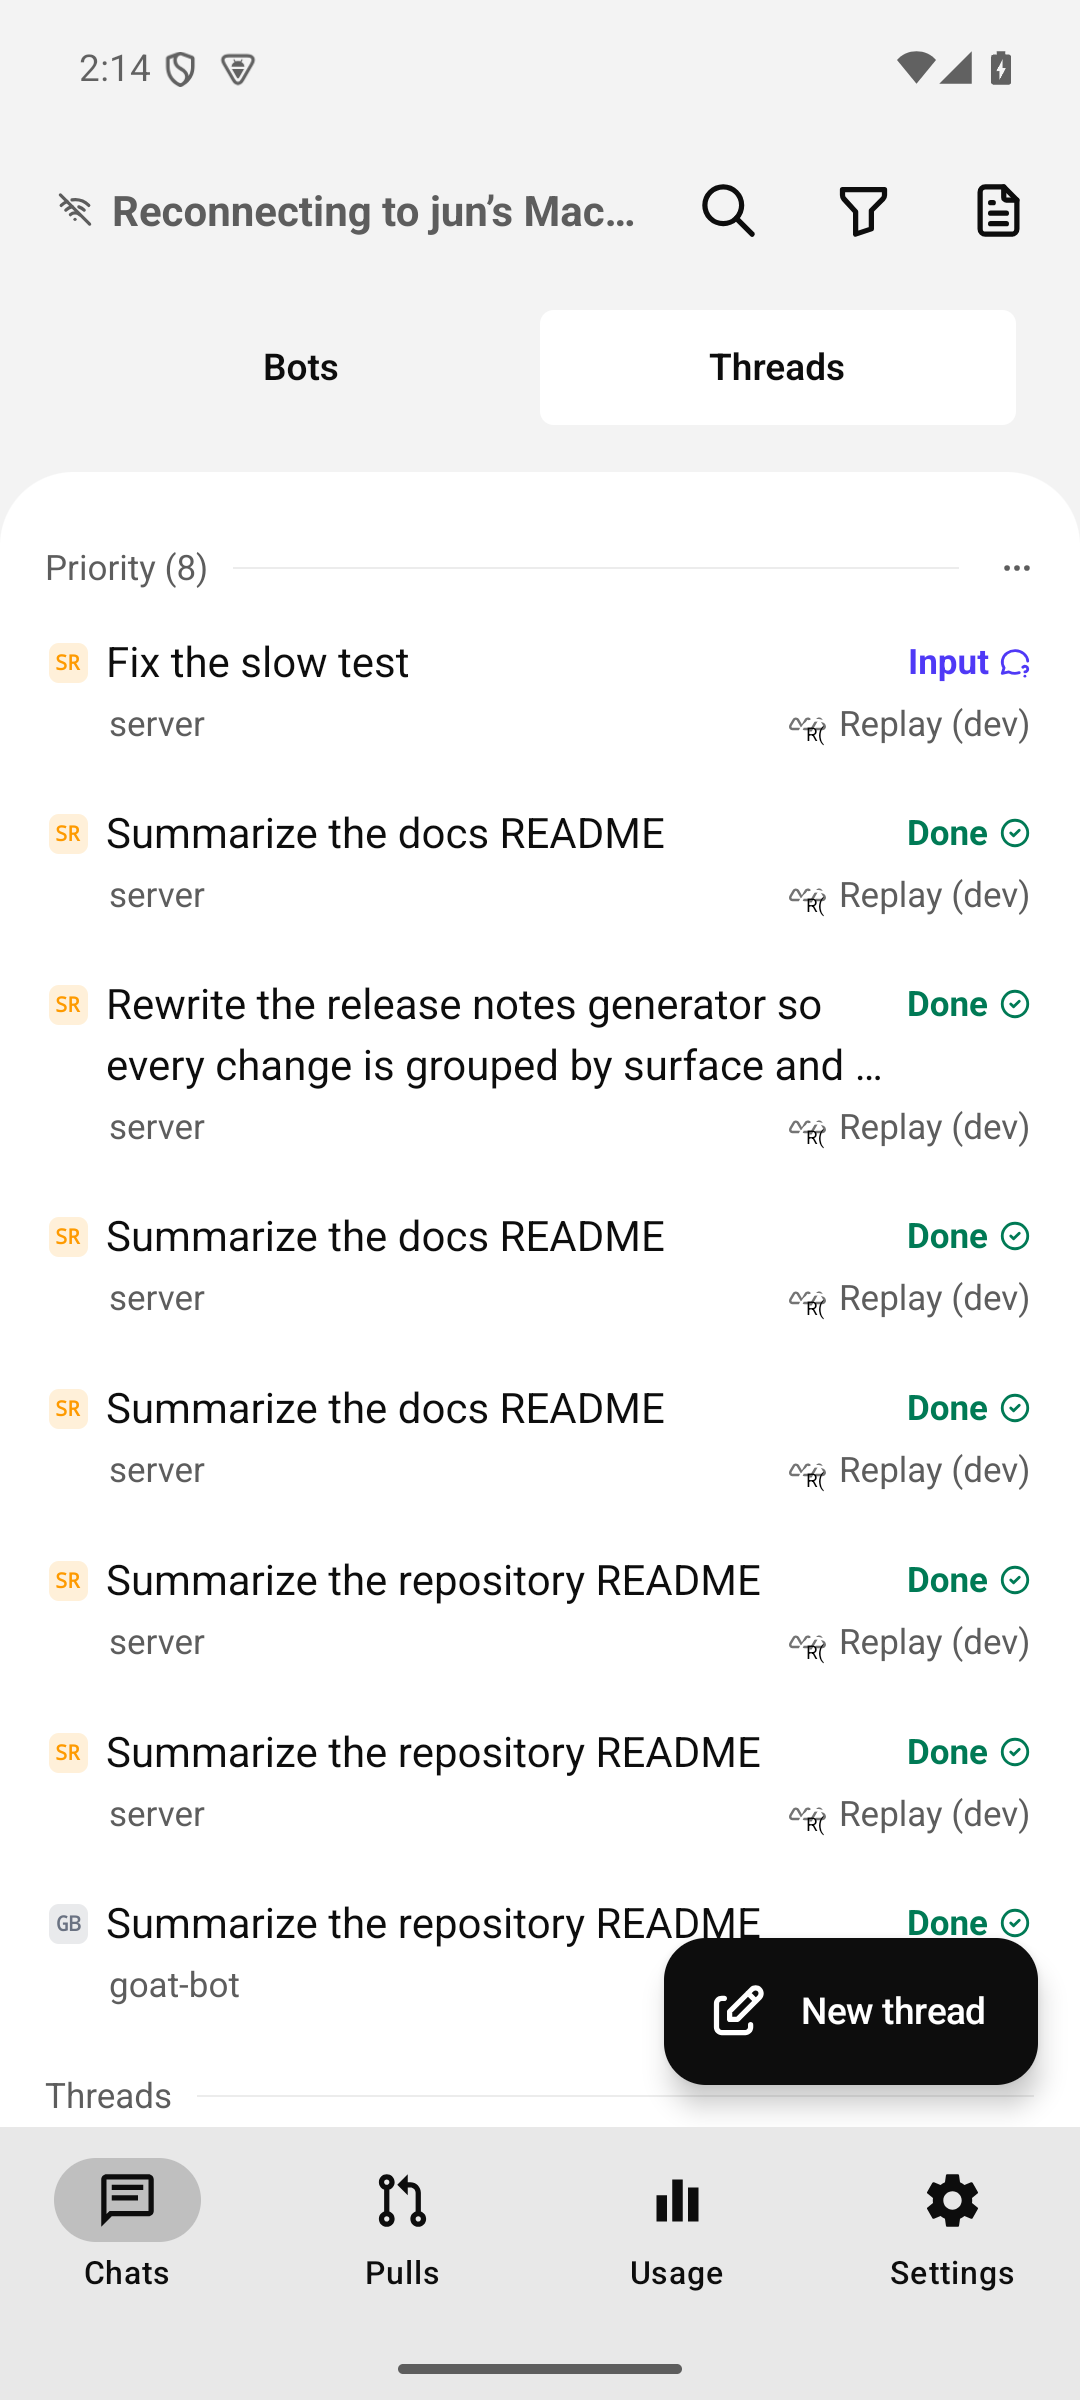 2:14
Reconnecting to jun’s Mac...
Bots
Threads
Priority (8)
SR Fix the slow test Input
server R( Replay (dev)
SR Summarize the docs README Done
server R( Replay (dev)
SR Rewrite the release notes generator so Done
every change is grouped by surface and ...
server R( Replay (dev)
SR Summarize the docs README Done
server R( Replay (dev)
SR Summarize the docs README Done
server R( Replay (dev)
SR Summarize the repository README Done
server R( Replay (dev)
SR Summarize the repository README Done
server R( Replay (dev)
GB Summarize the repository README Done
goat-bot
New thread
Threads
Chats
Pulls
Usage
Settings